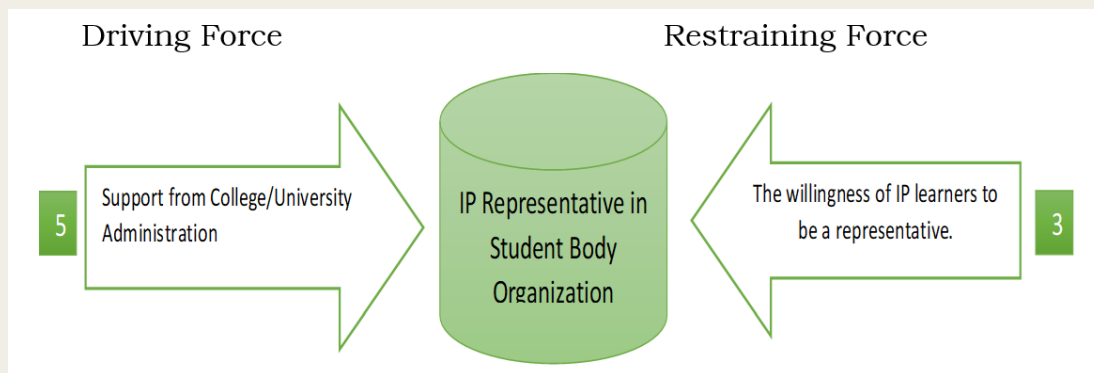 Driving Force
Restraining Force
5
Support from College/University
Administration
IP Representative in
Student Body
Organization
The willingness of IP learners to
be a representative.
3